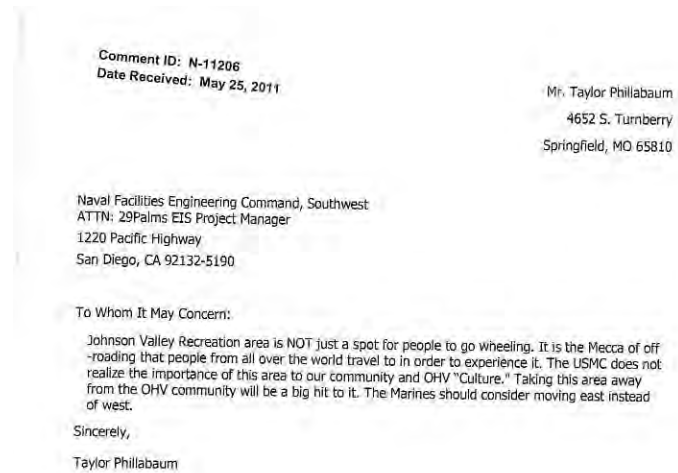 Comment ID: N-11206
Date Received: May 25, 2011
Mr. Taylor Phillabaum
4652 S. Turnberry
Springfield, MO 65810
Naval Facilities Engineering Command, Southwest
ATTN: 29Palms EIS Project Manager
1220 Pacific Highway
San Diego, CA 92132-5190
To Whom It May Concern:
Johnson Valley Recreation area is NOT just a spot for people to go wheeling. It is the Mecca of off
-roading that people from all over the world travel to in order to experience it. The USMC does not
realize the importance of this area to our community and OHV "Culture." Taking this area away
from the OHV community will be a big hit to it. The Marines should consider moving east instead
of west.
Sincerely,
Taylor Phillabaum